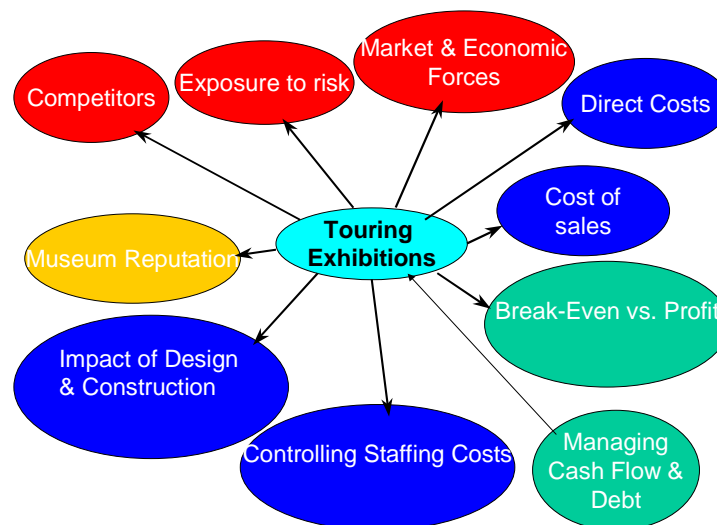 Market & Economic
Forces
Exposure to risk
Competitors
Direct Costs
Cost of
sales
Touring
Exhibitions
Museum Reputation
Break-Even vs. Profit
Impact of Design
& Construction
Controlling Staffing Costs
Managing
Cash Flow &
Debt